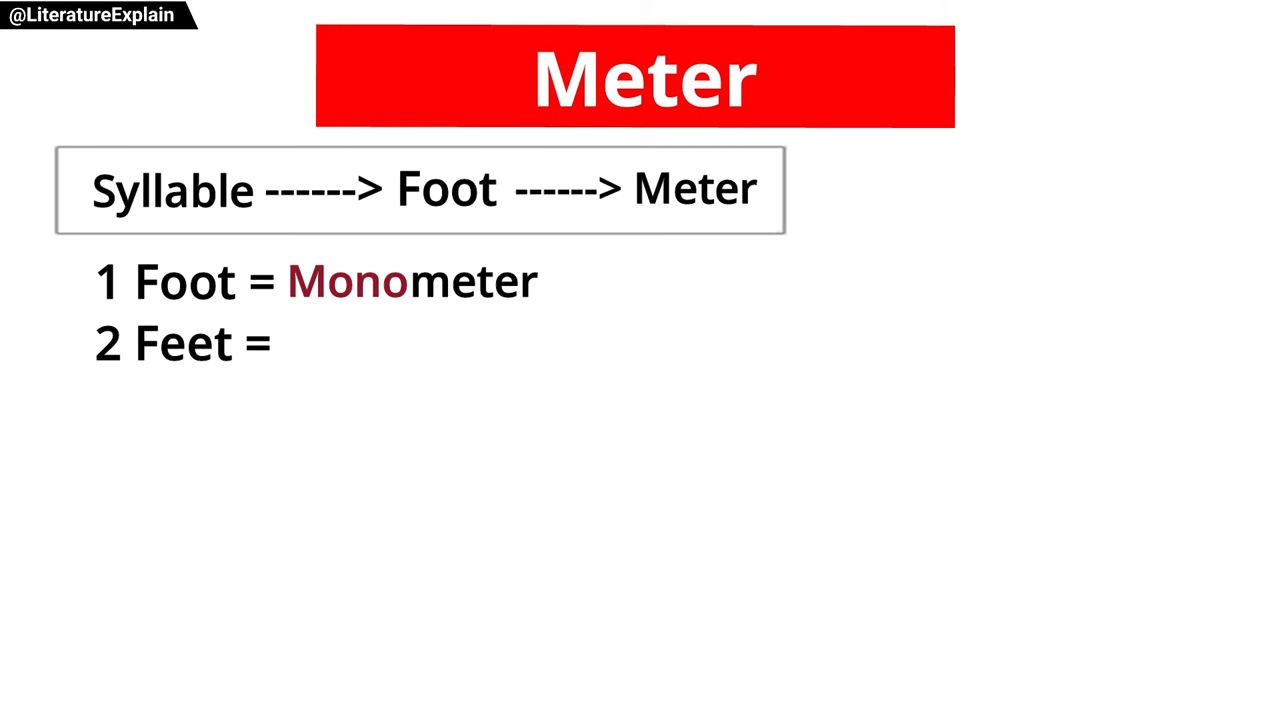 @LiteratureExplain
Meter
Syllable ------> Foot ------> Meter
1 Foot = Monometer
2 Feet =